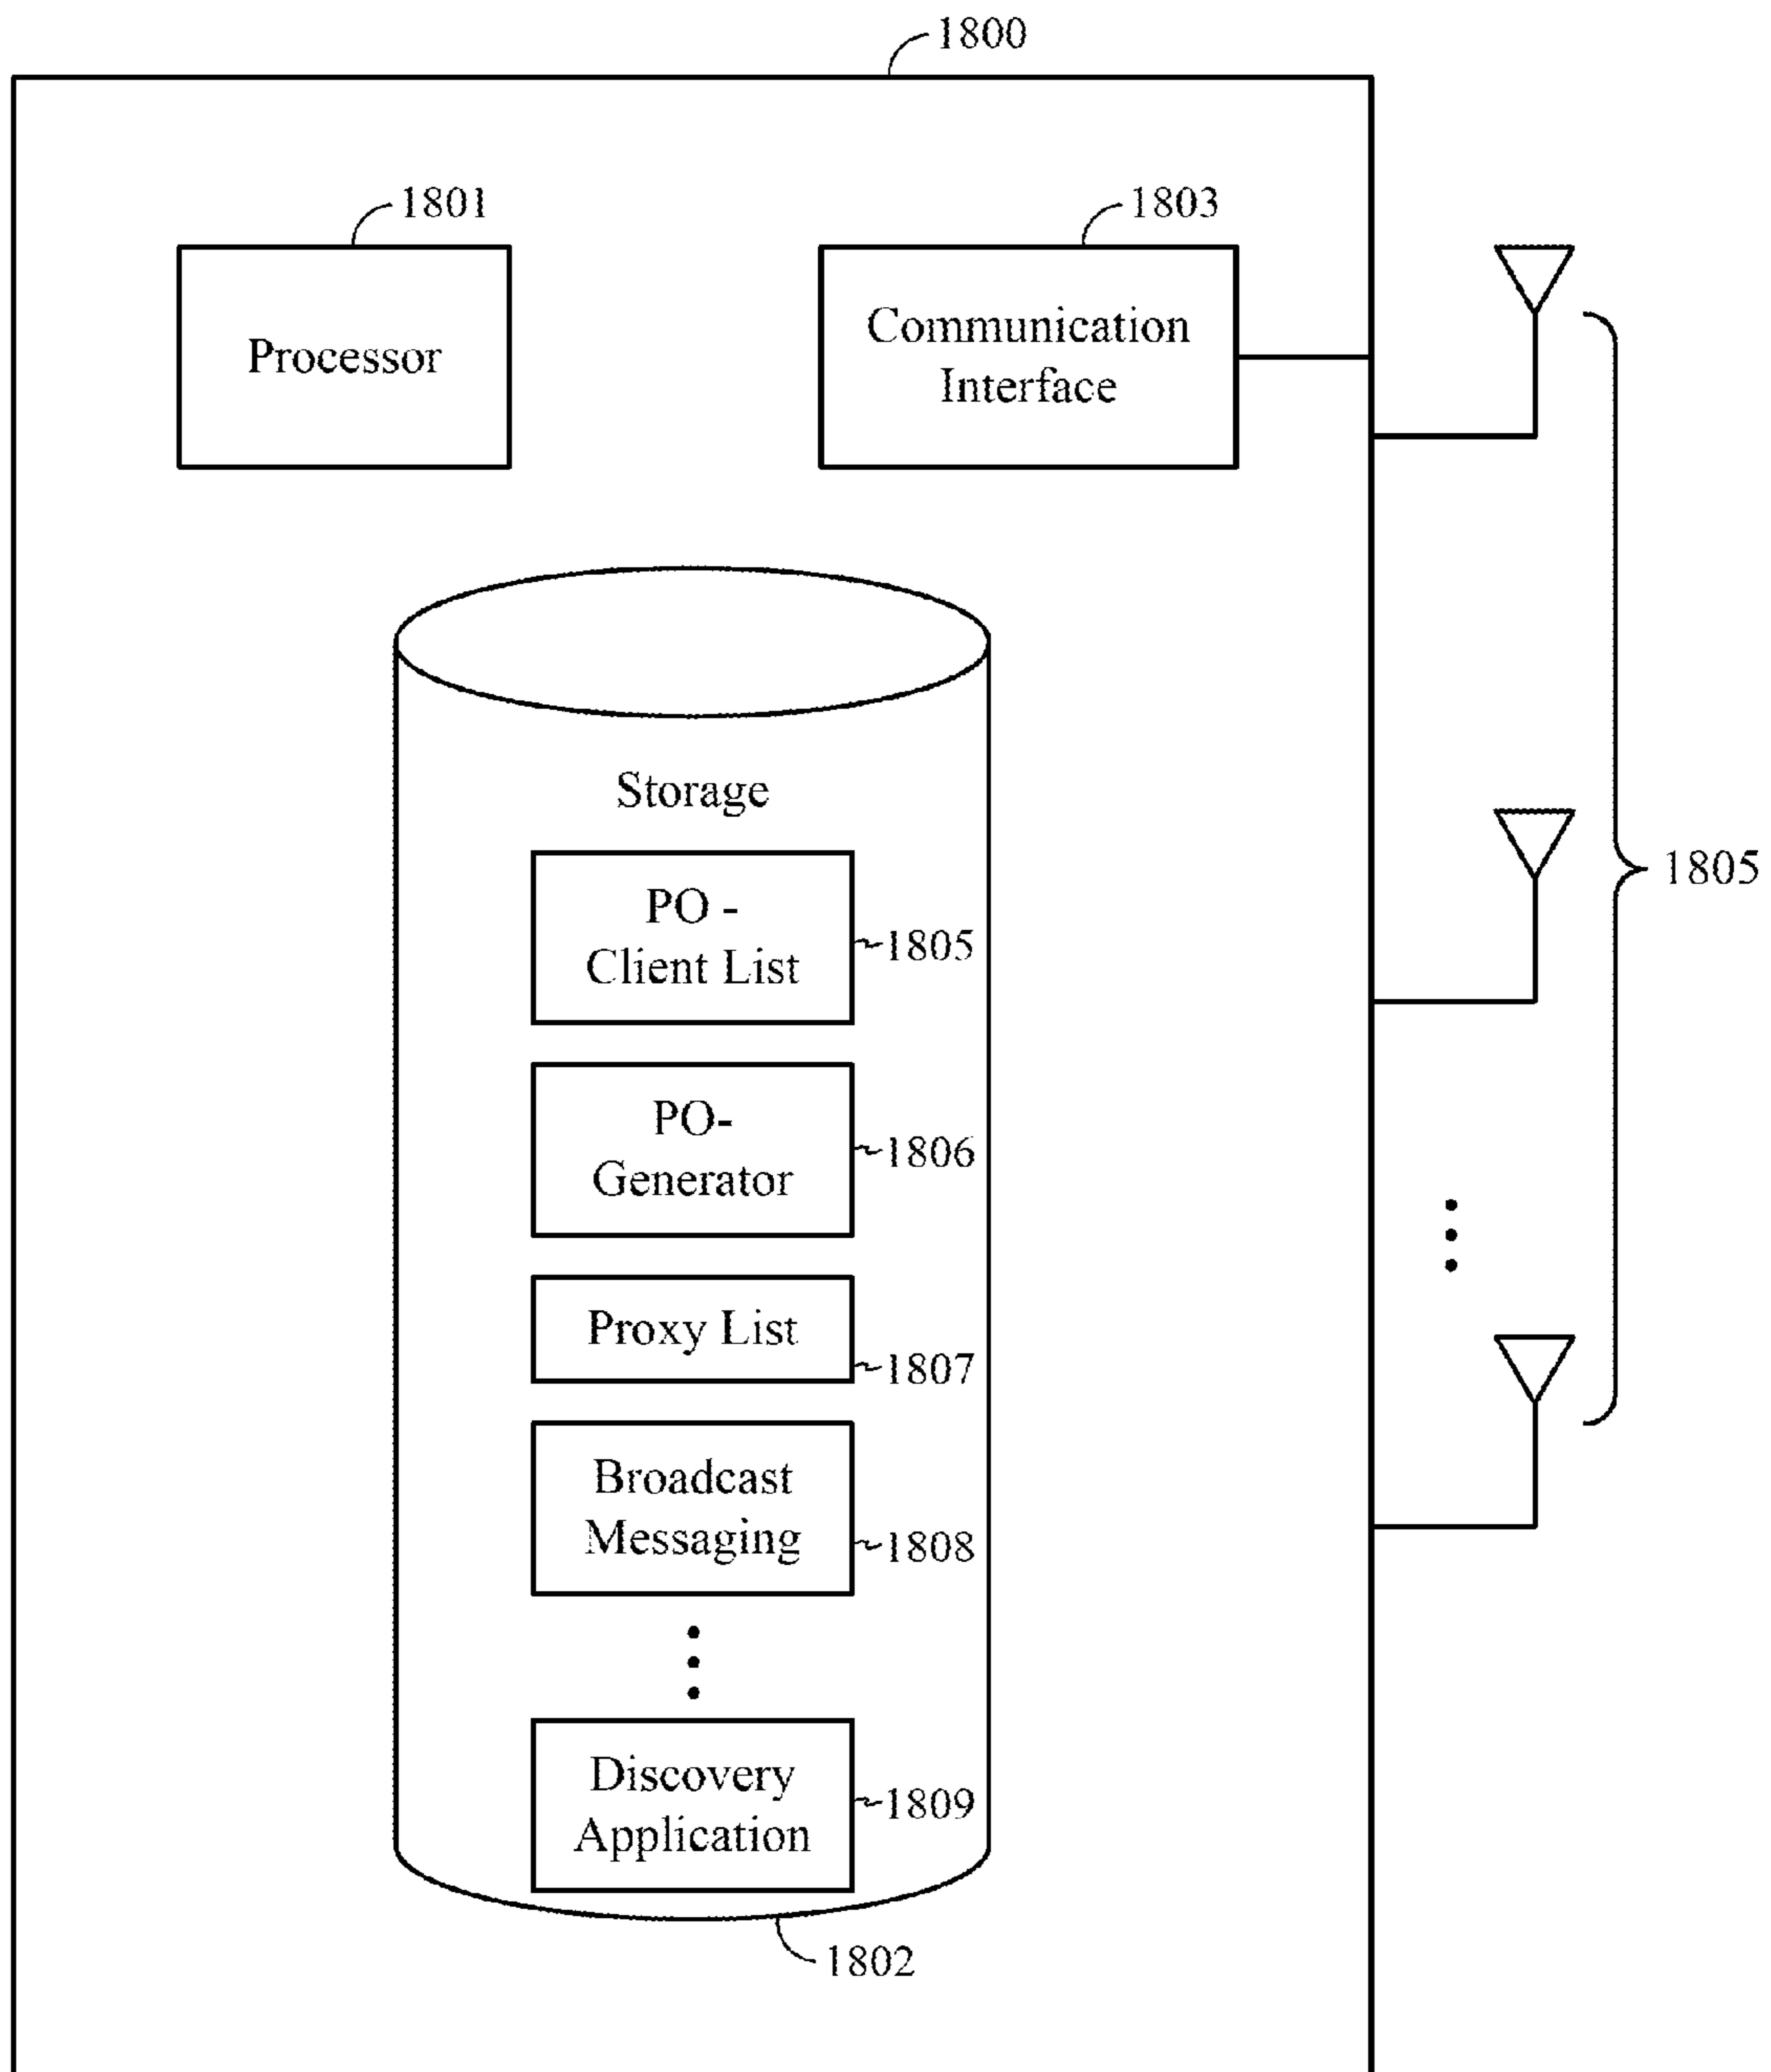 1800
1801
1803
Processor
Communication
Interface
Storage
PO -
Client List
1805
1805
PO-
Generator
1806
Proxy List
1807
Broadcast
Messaging
1808
Discovery
Application
1809
1802